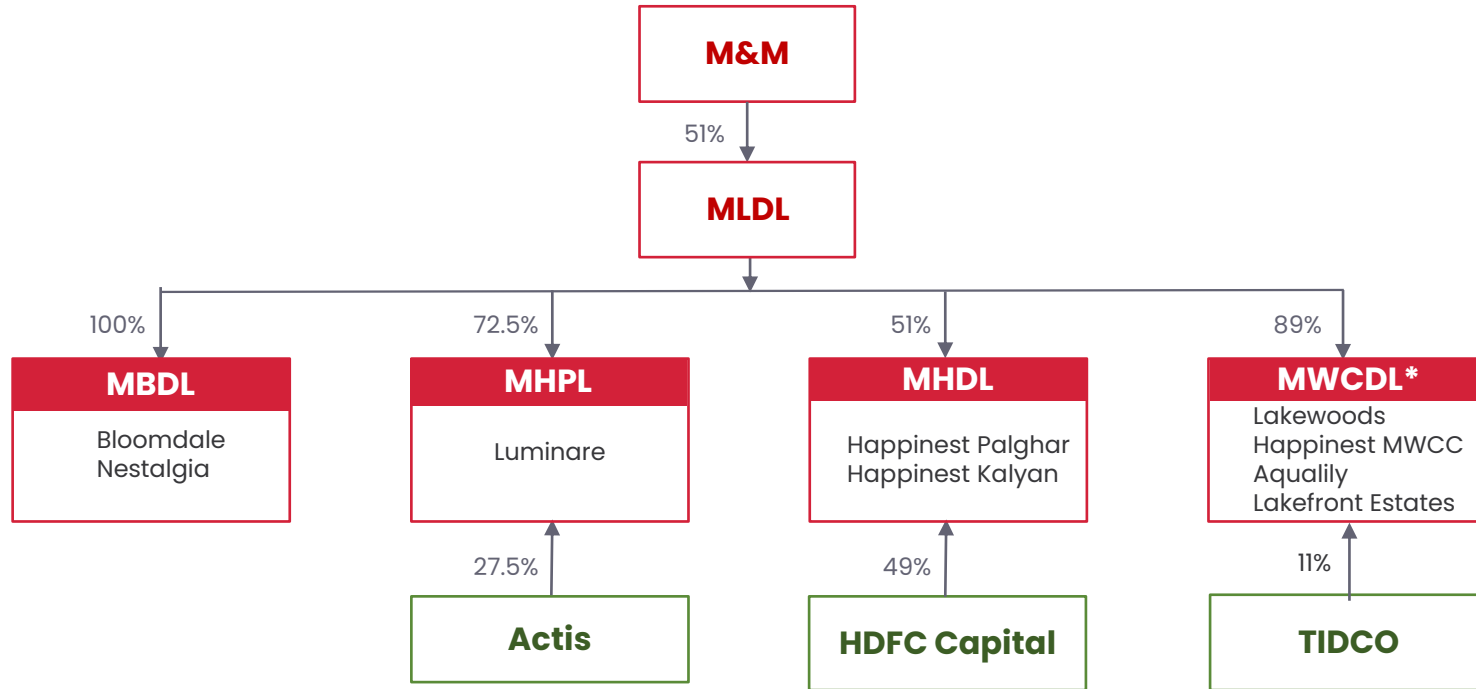 M&M
51%
MLDL
100%
72.5%
51%
89%
MBDL
Bloomdale
Nestalgia
MHPL
Luminare
MHDL
Happinest Palghar
Happinest Kalyan
MWCDL*
Lakewoods
Happinest MWCC
Aqualily
Lakefront Estates
27.5%
49%
11%
Actis
HDFC Capital
TIDCO